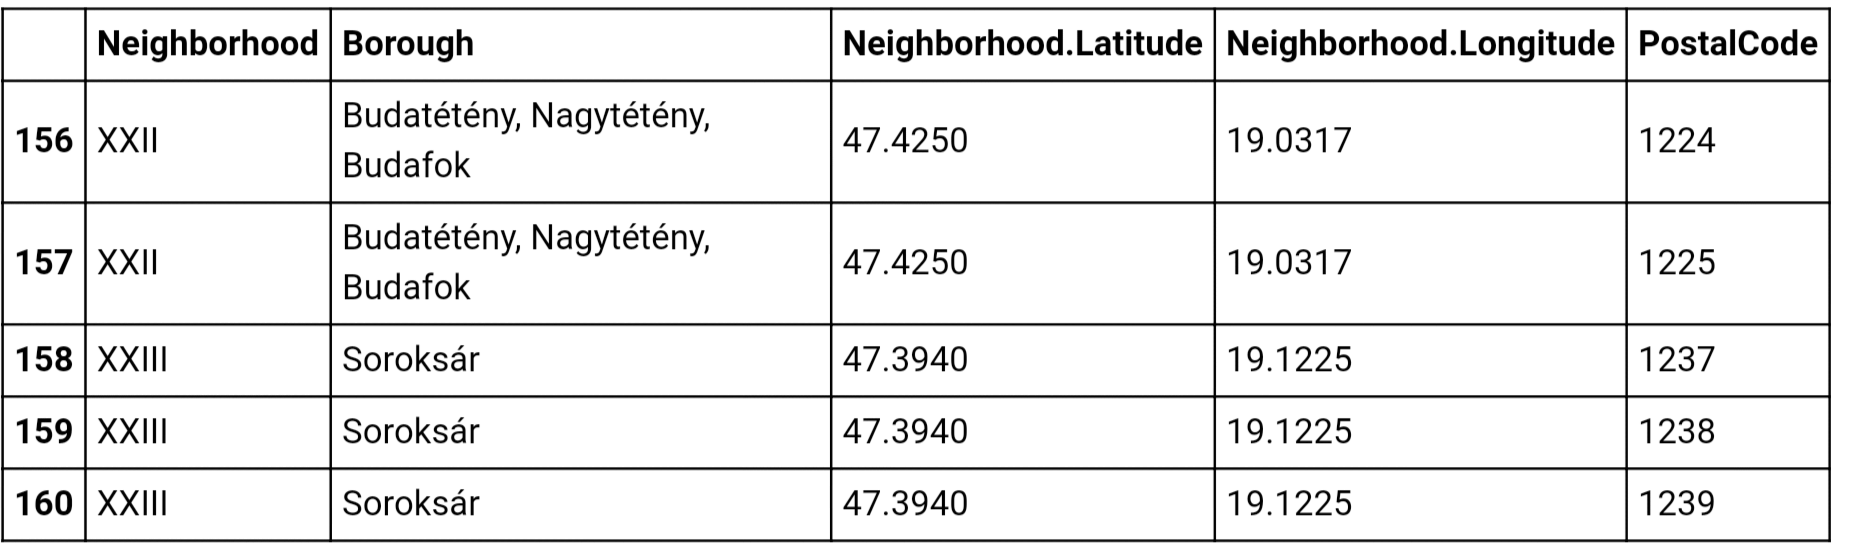 Neighborhood Borough Neighborhood.Latitude Neighborhood.Longitude PostalCode
156 XXII Budatétény, Nagytétény, 47.4250 19.0317 1224
Budafok
157 XXII Budatétény, Nagytétény, 47.4250 19.0317 1225
Budafok
158 XXIII Soroksár 47.3940 19.1225 1237
159 XXIII Soroksár 47.3940 19.1225 1238
160 XXIII Soroksár 47.3940 19.1225 1239